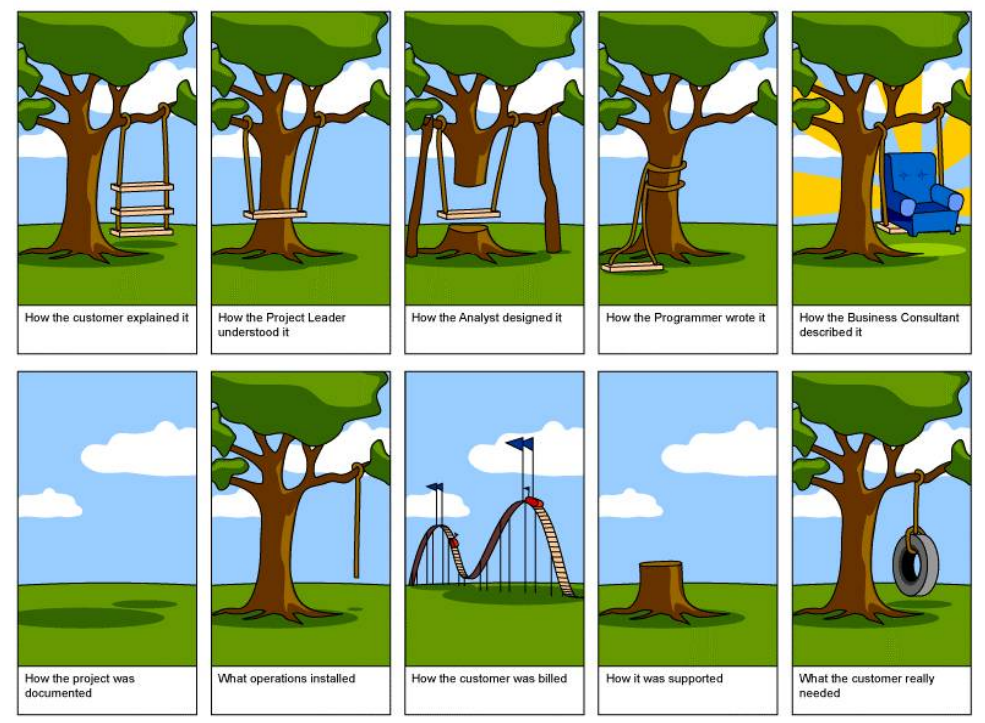 How the customer explained it
How the Project Leader
understood it
How the Analyst designed it
How the Programmer wrote it
How the Business Consultant
described it
How the project was
documented
What operations installed
How the customer was billed
How it was supported
What the customer really
needed